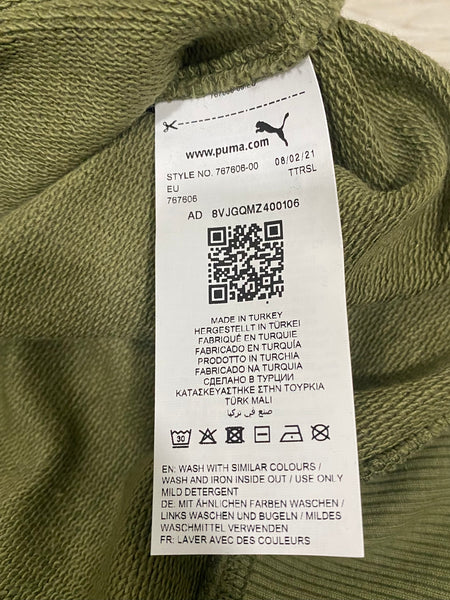 www.puma.com
STYLE NO. 767606-00 08/02/21
EU TTRSL
767606
AD 8VJGQMZ400106
MADE IN TURKEY
HERGESTELLT IN TÜRKEI
FABRIQUÉ EN TURQUIE
FABRICADO EN TURQUÍA
PRODOTTO IN TURCHIA
FABRICADO NA TURQUIA
СДЕЛАНО В ТУРЦИИ
ΚΑΤΑΣΚΕΥΑΣΤΗΚΕ ΣΤΗΝ ΤΟΥΡΚΙΑ
TÜRK MALI
صنع في تركيا
30
EN: WASH WITH SIMILAR COLOURS /
WASH AND IRON INSIDE OUT / USE ONLY
MILD DETERGENT
DE: MIT ÄHNLICHEN FARBEN WASCHEN /
LINKS WASCHEN UND BUGELN / MILDES
WASCHMITTEL VERWENDEN
FR: LAVER AVEC DES COULEURS